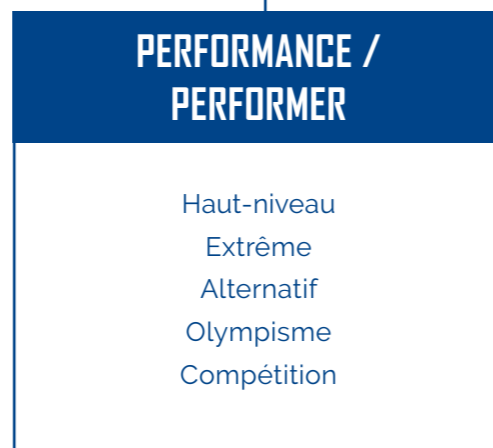 PERFORMANCE /
PERFORMER
Haut-niveau
Extrême
Alternatif
Olympisme
Compétition